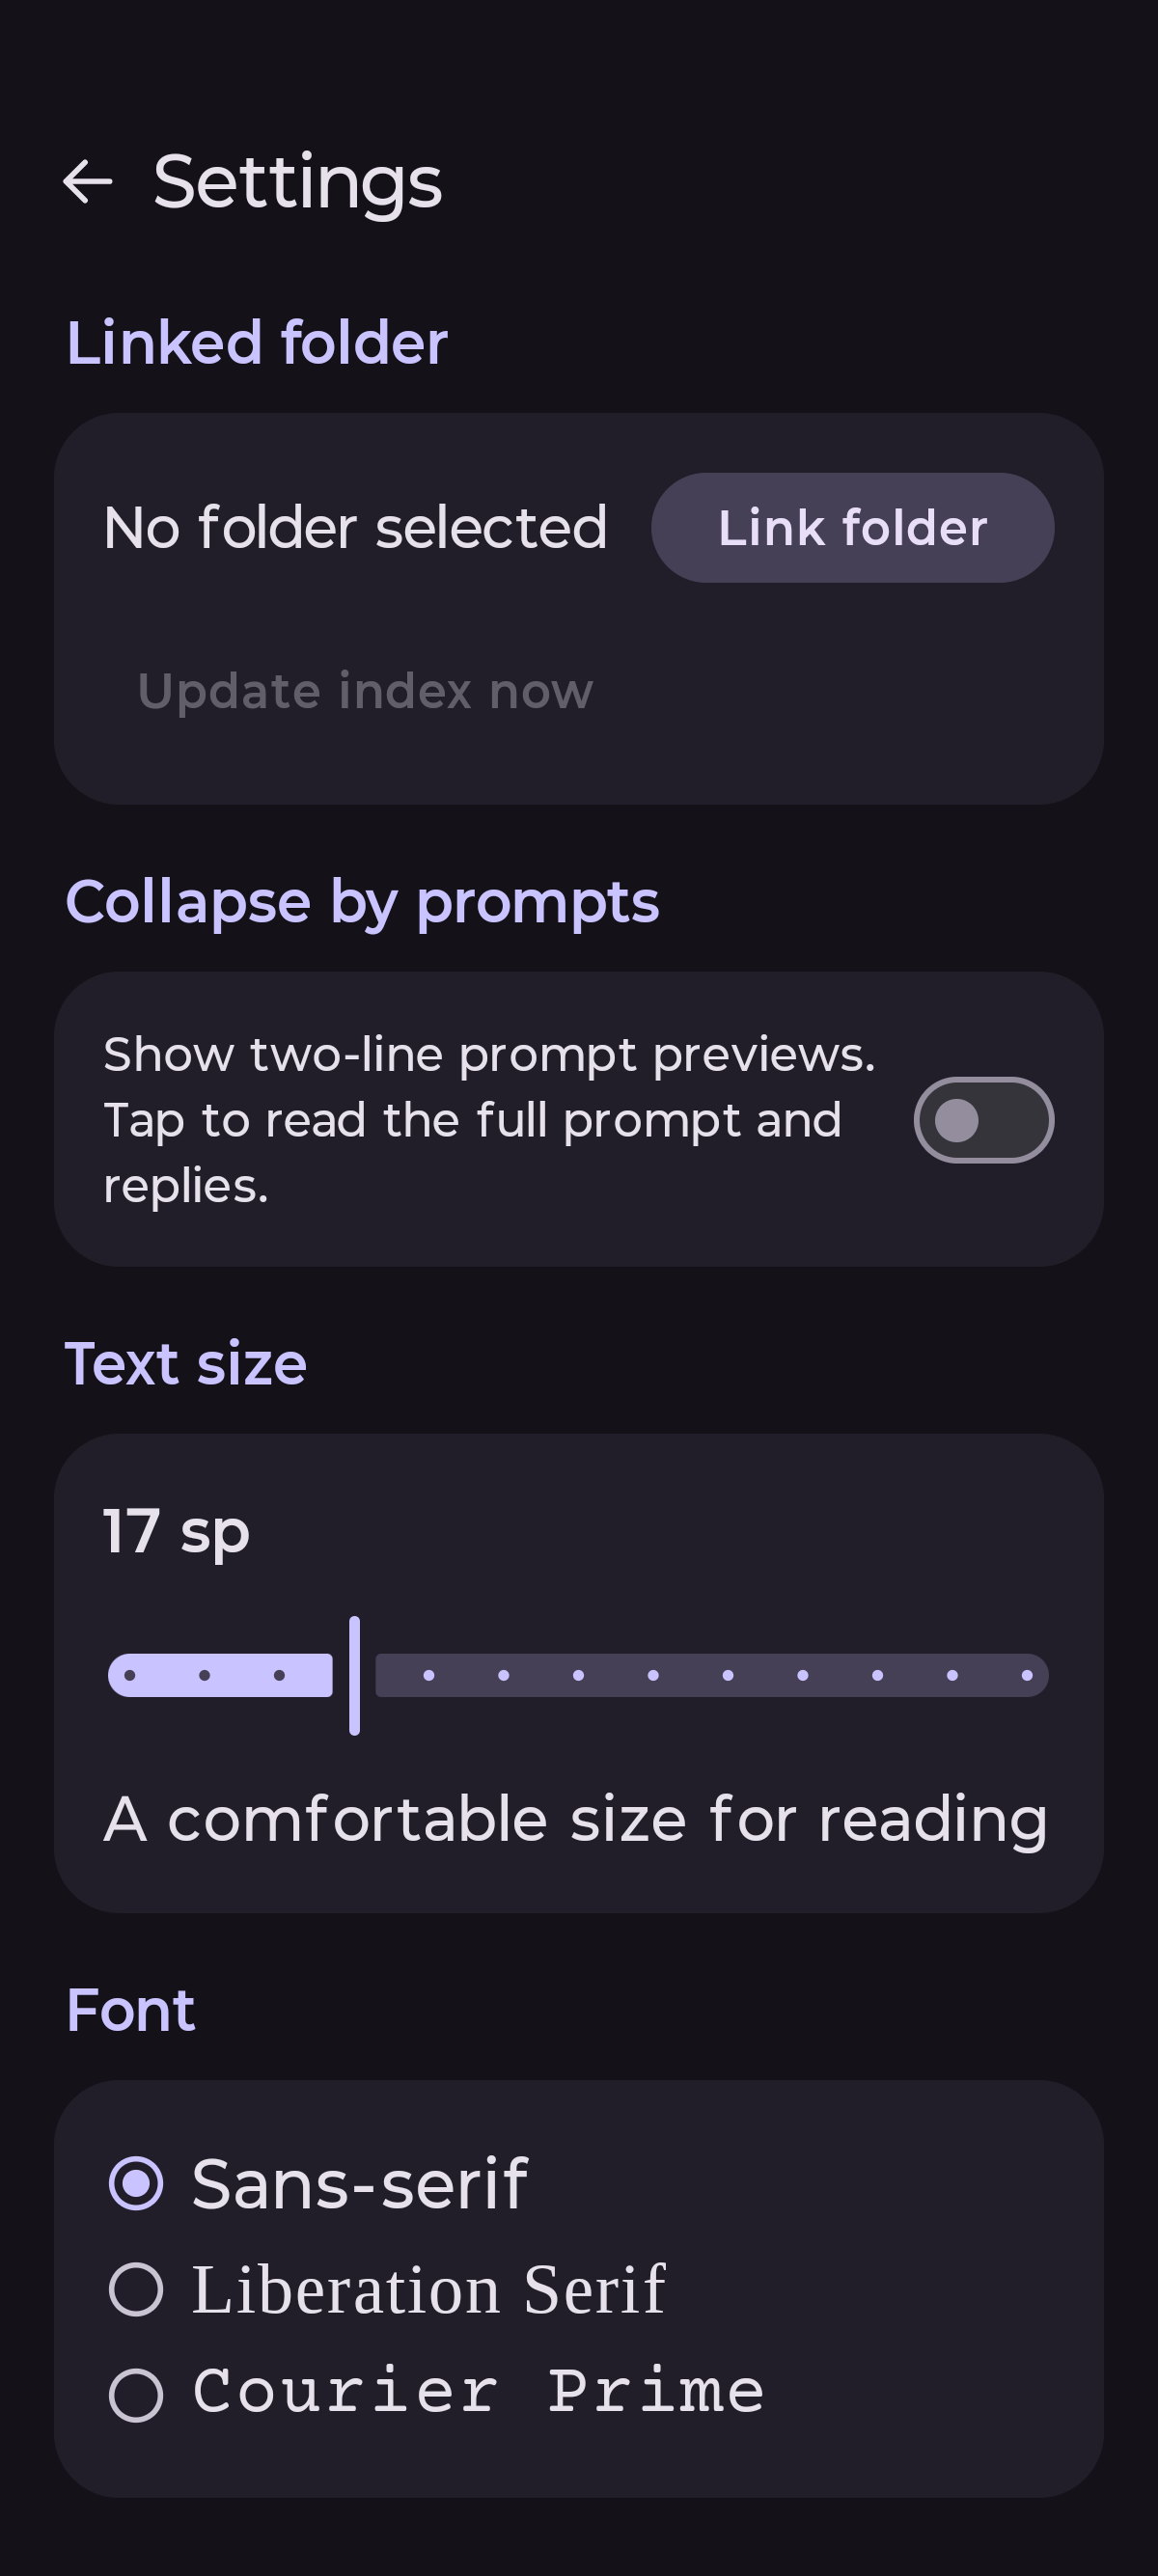 Settings
Linked folder
No folder selected
Link folder
Update index now
Collapse by prompts
Show two-line prompt previews.
Tap to read the full prompt and
replies.
Text size
17 sp
A comfortable size for reading
Font
Sans-serif
Liberation Serif
Courier Prime